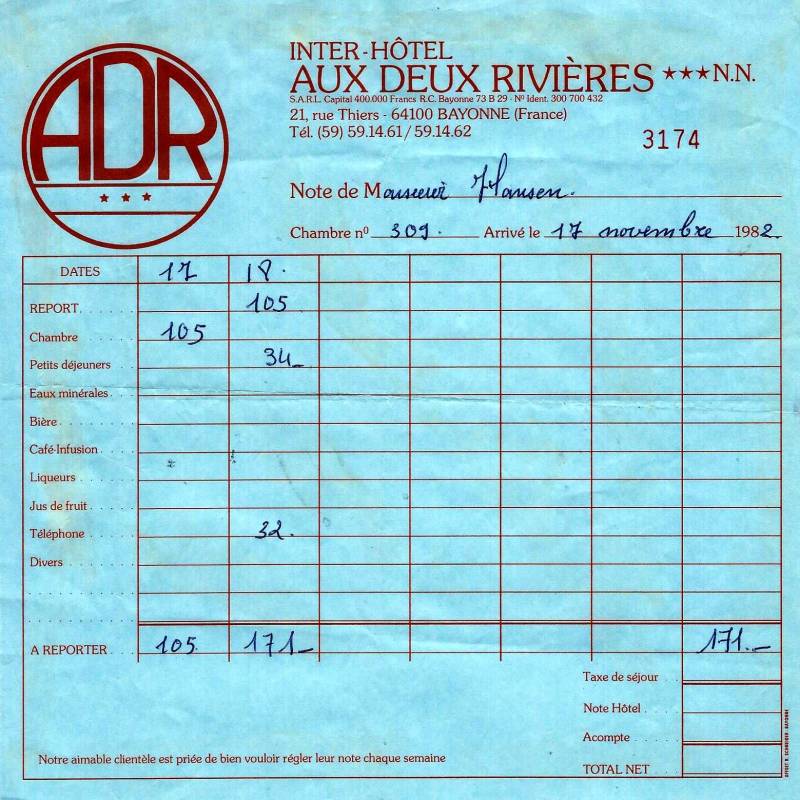 ADR
INTER-HÔTEL
AUX DEUX RIVIÈRES ★★★N.N.
S.A.R.L. Capital 400.000 Francs R.C. Bayonne 73 B 29 - Nº Ident. 300 700 432
21, rue Thiers - 64100 BAYONNE (France)
Tél. (59) 59.14.61 / 59.14.62
3174
Note de Monsieur Hansen.
Chambre nº 309. Arrivé le 17 novembre 1982
DATES 17 18.
REPORT 105
Chambre 105
Petits déjeuners 34_
Eaux minérales
Bière
Café-Infusion
Liqueurs
Jus de fruit
Téléphone 32.
Divers
A REPORTER 105 171_ 171._
Taxe de séjour
Note Hôtel
Acompte
Notre aimable clientèle est priée de bien vouloir régler leur note chaque semaine
TOTAL NET